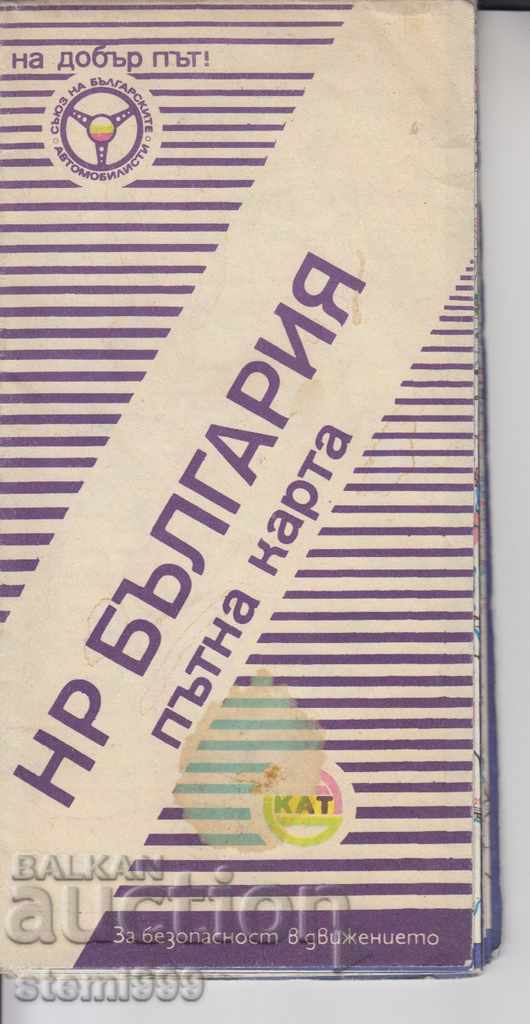 на добър път!
СЪЮЗ НА БЪЛГАРСКИТЕ
АВТОМОБИЛИСТИ
НР БЪЛГАРИЯ
пътна карта
КАТ
За безопасност в движението
BALKAN
auction
stemi999